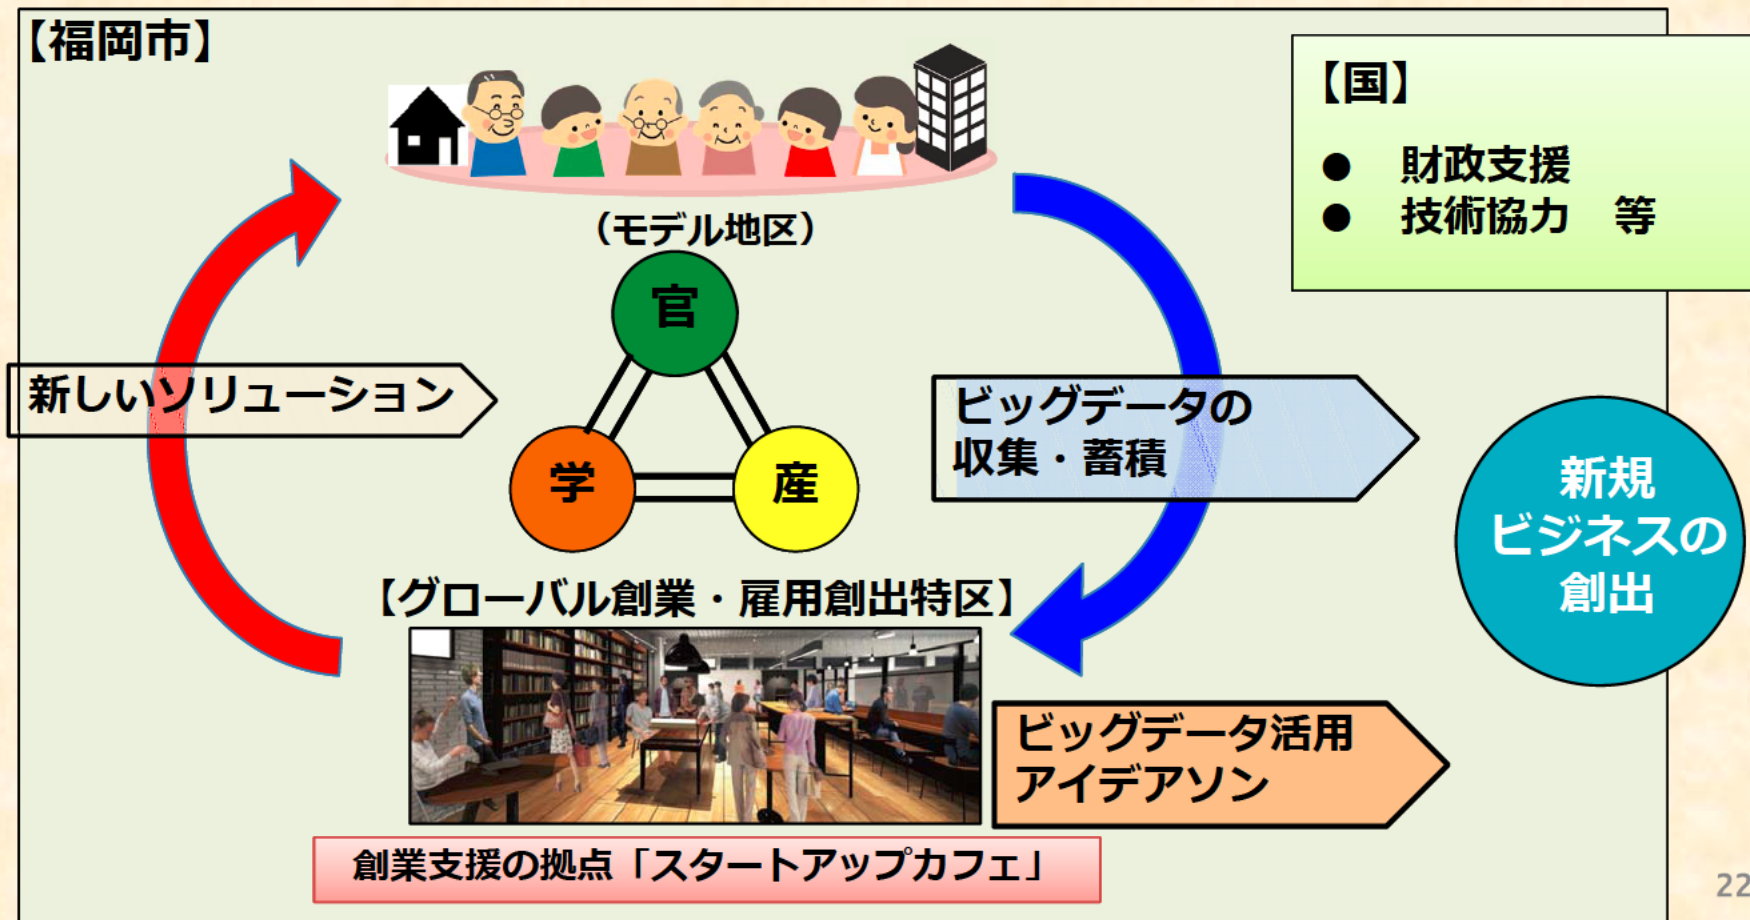 【福岡市】
【国】
● 財政支援
● 技術協力 等
(モデル地区)
官
学
産
新しいソリューション
ビッグデータの
収集・蓄積
新規
ビジネスの
創出
【グローバル創業・雇用創出特区】
ビッグデータ活用
アイデアソン
創業支援の拠点「スタートアップカフェ」
22